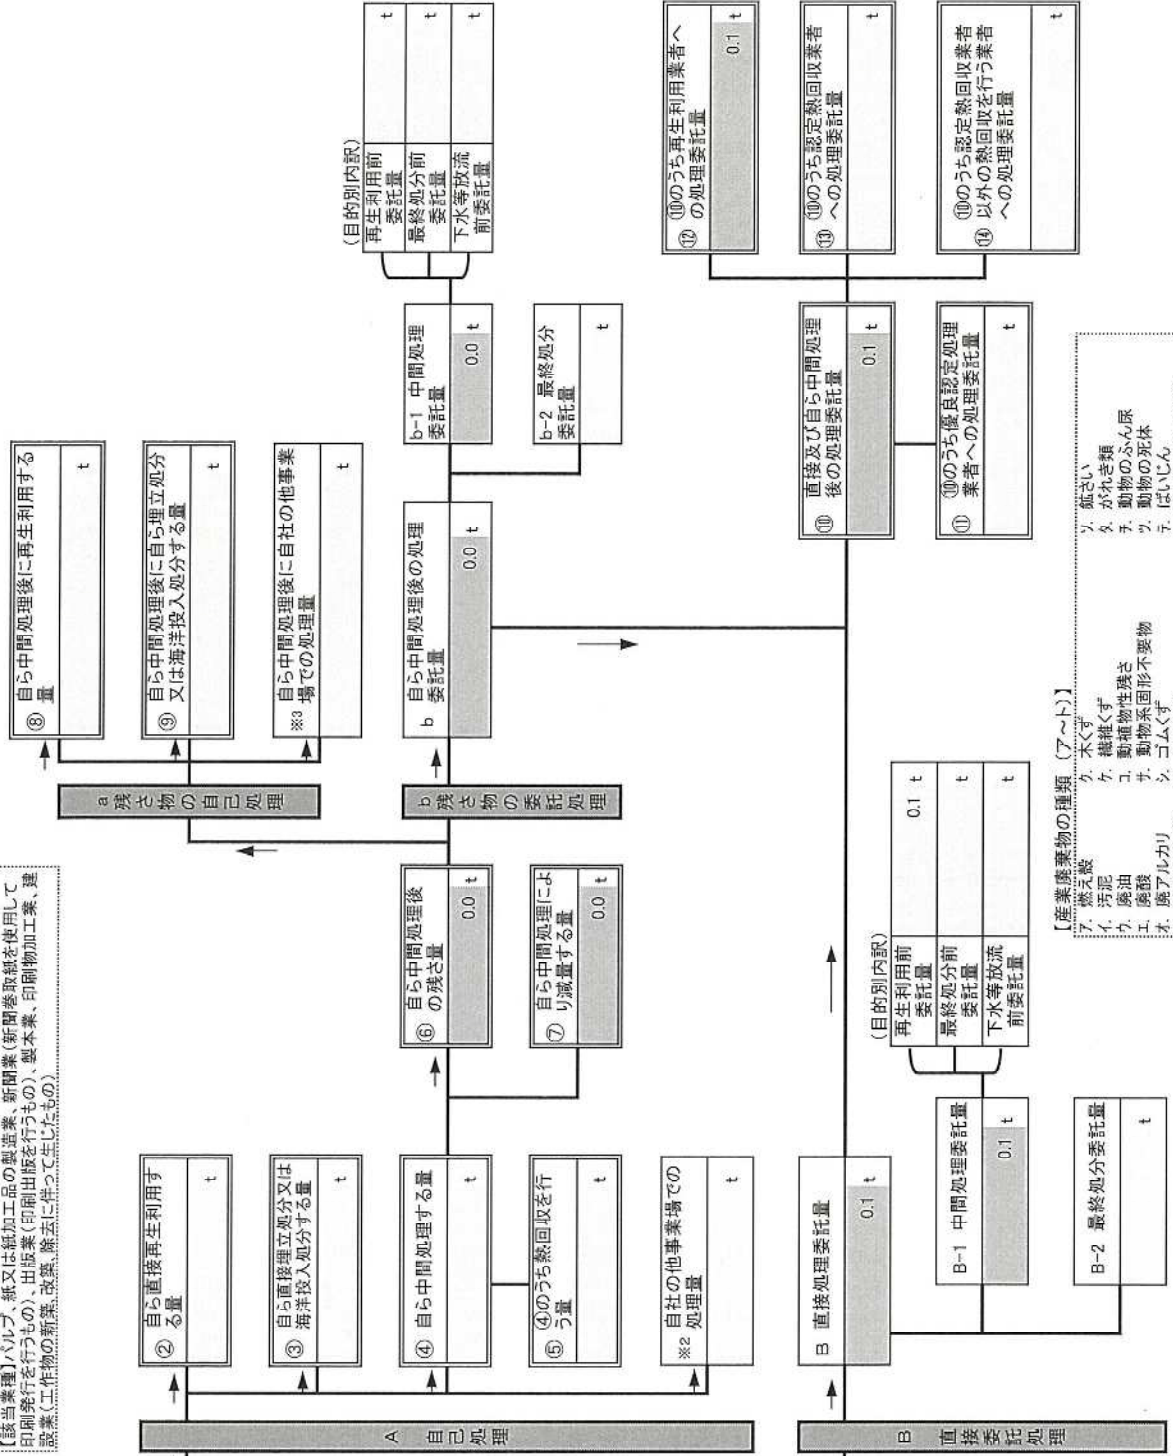 【該当業種】パルプ、紙又は紙加工品の製造業、新聞業(新聞巻取紙を使用して
印刷発行を行うもの)、出版業(印刷出版を行うもの)、製本業、印刷物加工業、建
設業(工作物の新築、改築、除去に伴って生じたもの)
A 自己処理
② 自ら直接再生利用す
る量
t
③ 自ら直接埋立処分又は
海洋投入処分する量
t
④ 自ら中間処理する量
t
⑤ ④のうち熱回収を行
う量
t
※2 自社の他事業場での
処理量
t
⑥ 自ら中間処理後
の残さ量
0.0 t
⑦ 自ら中間処理によ
り減量する量
0.0 t
a 残さ物の自己処理
⑧ 自ら中間処理後に再生利用する
量
t
⑨ 自ら中間処理後に自ら埋立処分
又は海洋投入処分する量
t
※3 自ら中間処理後に自社の他事業
場での処理量
t
b 残さ物の委託処理
b 自ら中間処理後の処理
委託量
0.0 t
b-1 中間処理
委託量
0.0 t
b-2 最終処分
委託量
t
(目的別内訳)
再生利用前
委託量
t
最終処分前
委託量
t
下水等放流
前委託量
t
B 直接委託処理
B 直接処理委託量
0.1 t
B-1 中間処理委託量
0.1 t
B-2 最終処分委託量
t
(目的別内訳)
再生利用前
委託量
0.1 t
最終処分前
委託量
t
下水等放流
前委託量
t
⑩ 直接及び自ら中間処理
後の処理委託量
0.1 t
⑪ ⑩のうち優良認定処理
業者への処理委託量
t
⑫ ⑩のうち再生利用業者へ
の処理委託量
0.1 t
⑬ ⑩のうち認定熱回収業者
への処理委託量
t
⑭ ⑩のうち認定熱回収業者
以外の熱回収を行う業者
への処理委託量
t
【産業廃棄物の種類 (ア~ト)】
ア. 燃え殻
イ. 汚泥
ウ. 廃油
エ. 廃酸
オ. 廃アルカリ
ク. 木くず
ケ. 繊維くず
コ. 動植物性残さ
サ. 動物系固形不要物
シ. ゴムくず
ソ. 鉱さい
タ. がれき類
チ. 動物のふん尿
ツ. 動物の死体
テ. ばいじん